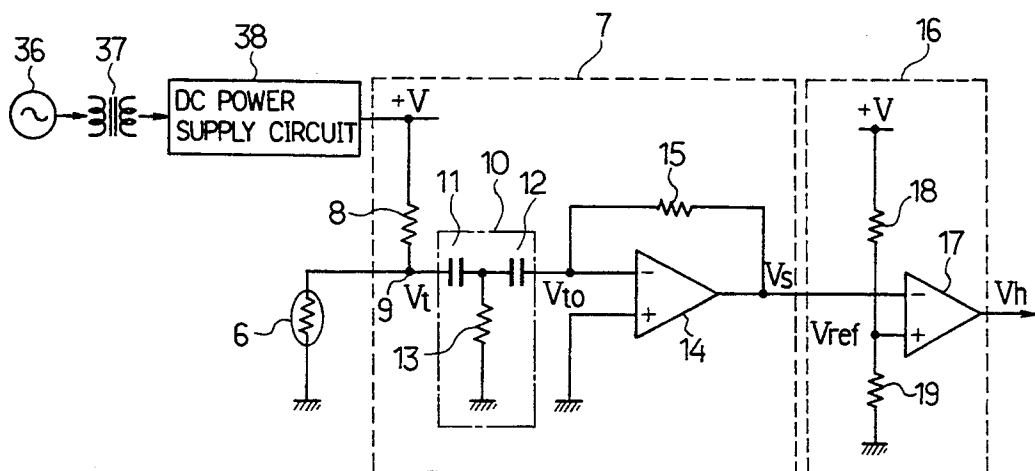 36
37
38
7
16
DC POWER
SUPPLY CIRCUIT
+V
+V
8
11
10
12
15
18
17
9
Vt
Vto
Vs
Vh
6
13
14
Vref
19
−
+
−
+